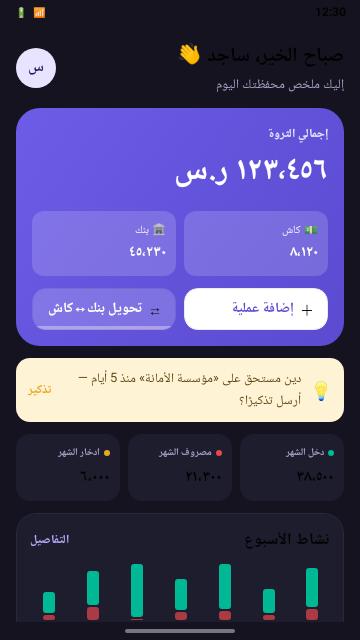 12:30
صباح الخير، ساجد 👋
إليك ملخص محفظتك اليوم
س
إجمالي الثروة
١٢٣،٤٥٦ ر.س
💵 كاش
٨،١٢٠
🏦 بنك
٤٥،٢٣٠
+ إضافة عملية
⇄ تحويل بنك ↔ كاش
دين مستحق على «مؤسسة الأمانة» منذ 5 أيام —
أرسل تذكيرًا؟
تذكير
دخل الشهر
٣٨،٥٠٠
مصروف الشهر
٢١،٣٠٠
ادخار الشهر
٦،٠٠٠
نشاط الأسبوع
التفاصيل